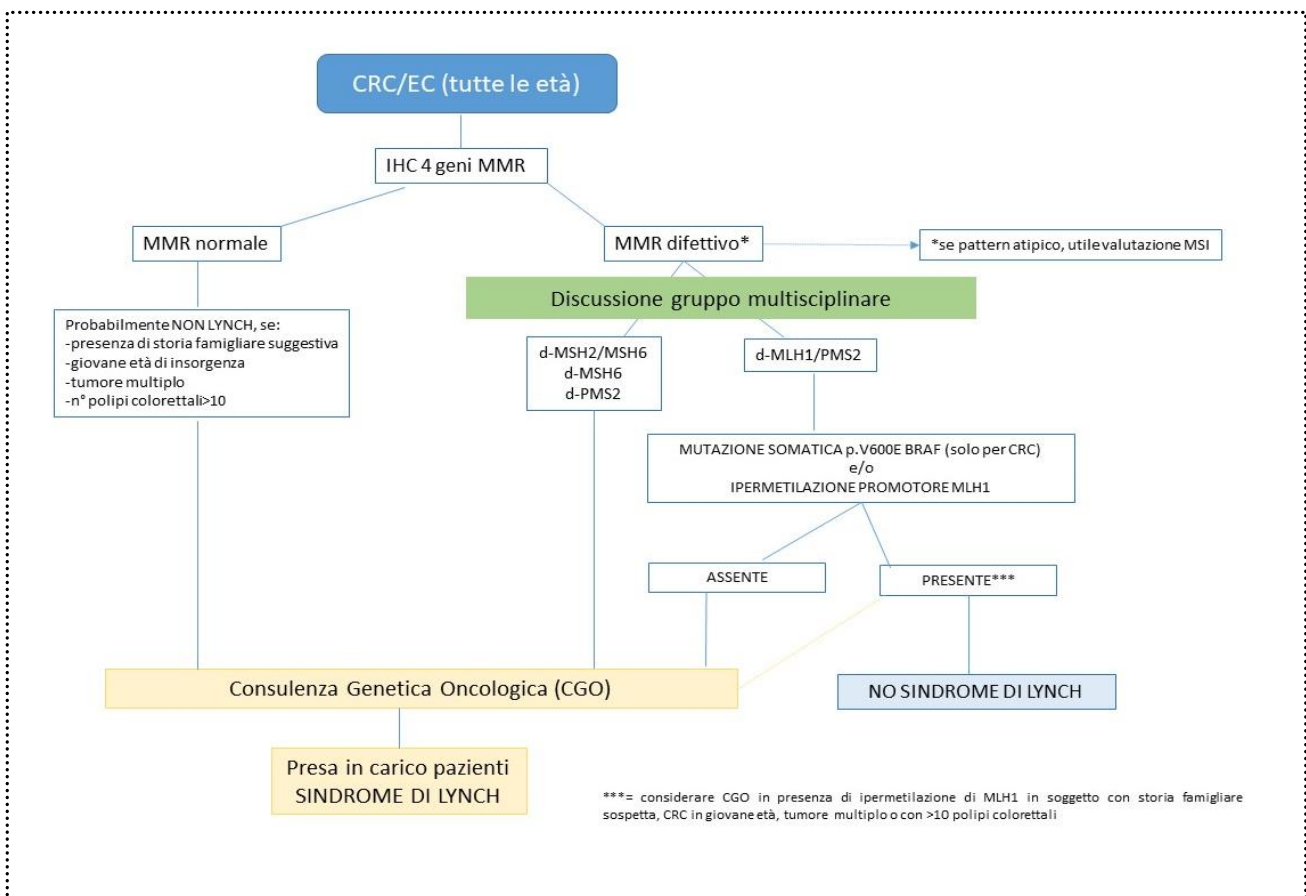 CRC/EC (tutte le età)
IHC 4 geni MMR
MMR normale
MMR difettivo*
*se pattern atipico, utile valutazione MSI
Discussione gruppo multisciplinare
Probabilmente NON LYNCH, se:
-presenza di storia famigliare suggestiva
-giovane età di insorgenza
-tumore multiplo
-n° polipi colorettali>10
d-MSH2/MSH6
d-MSH6
d-PMS2
d-MLH1/PMS2
MUTAZIONE SOMATICA p.V600E BRAF (solo per CRC)
e/o
IPERMETILAZIONE PROMOTORE MLH1
ASSENTE
PRESENTE***
Consulenza Genetica Oncologica (CGO)
NO SINDROME DI LYNCH
Presa in carico pazienti
SINDROME DI LYNCH
***= considerare CGO in presenza di ipermetilazione di MLH1 in soggetto con storia famigliare
sospetta, CRC in giovane età, tumore multiplo o con >10 polipi colorettali